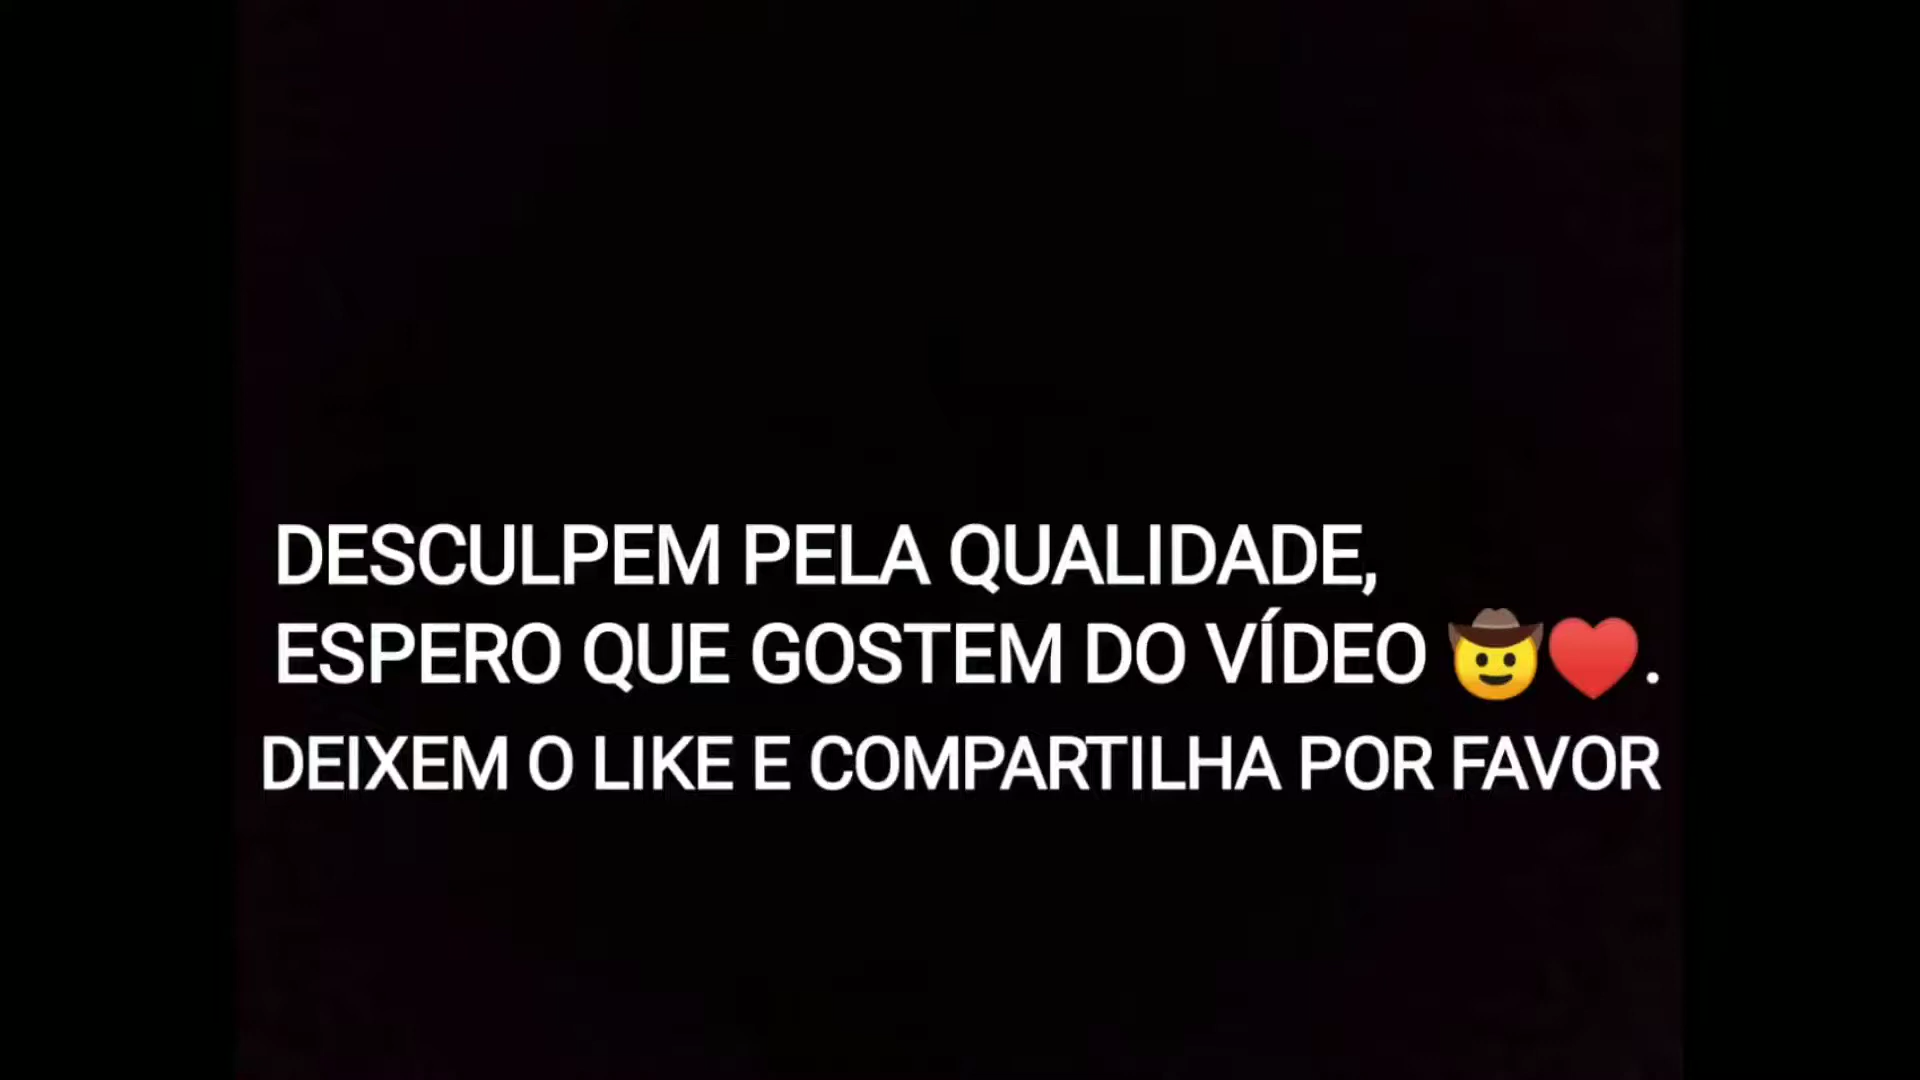 DESCULPEM PELA QUALIDADE,
ESPERO QUE GOSTEM DO VÍDEO 🤠♥️.
DEIXEM O LIKE E COMPARTILHA POR FAVOR